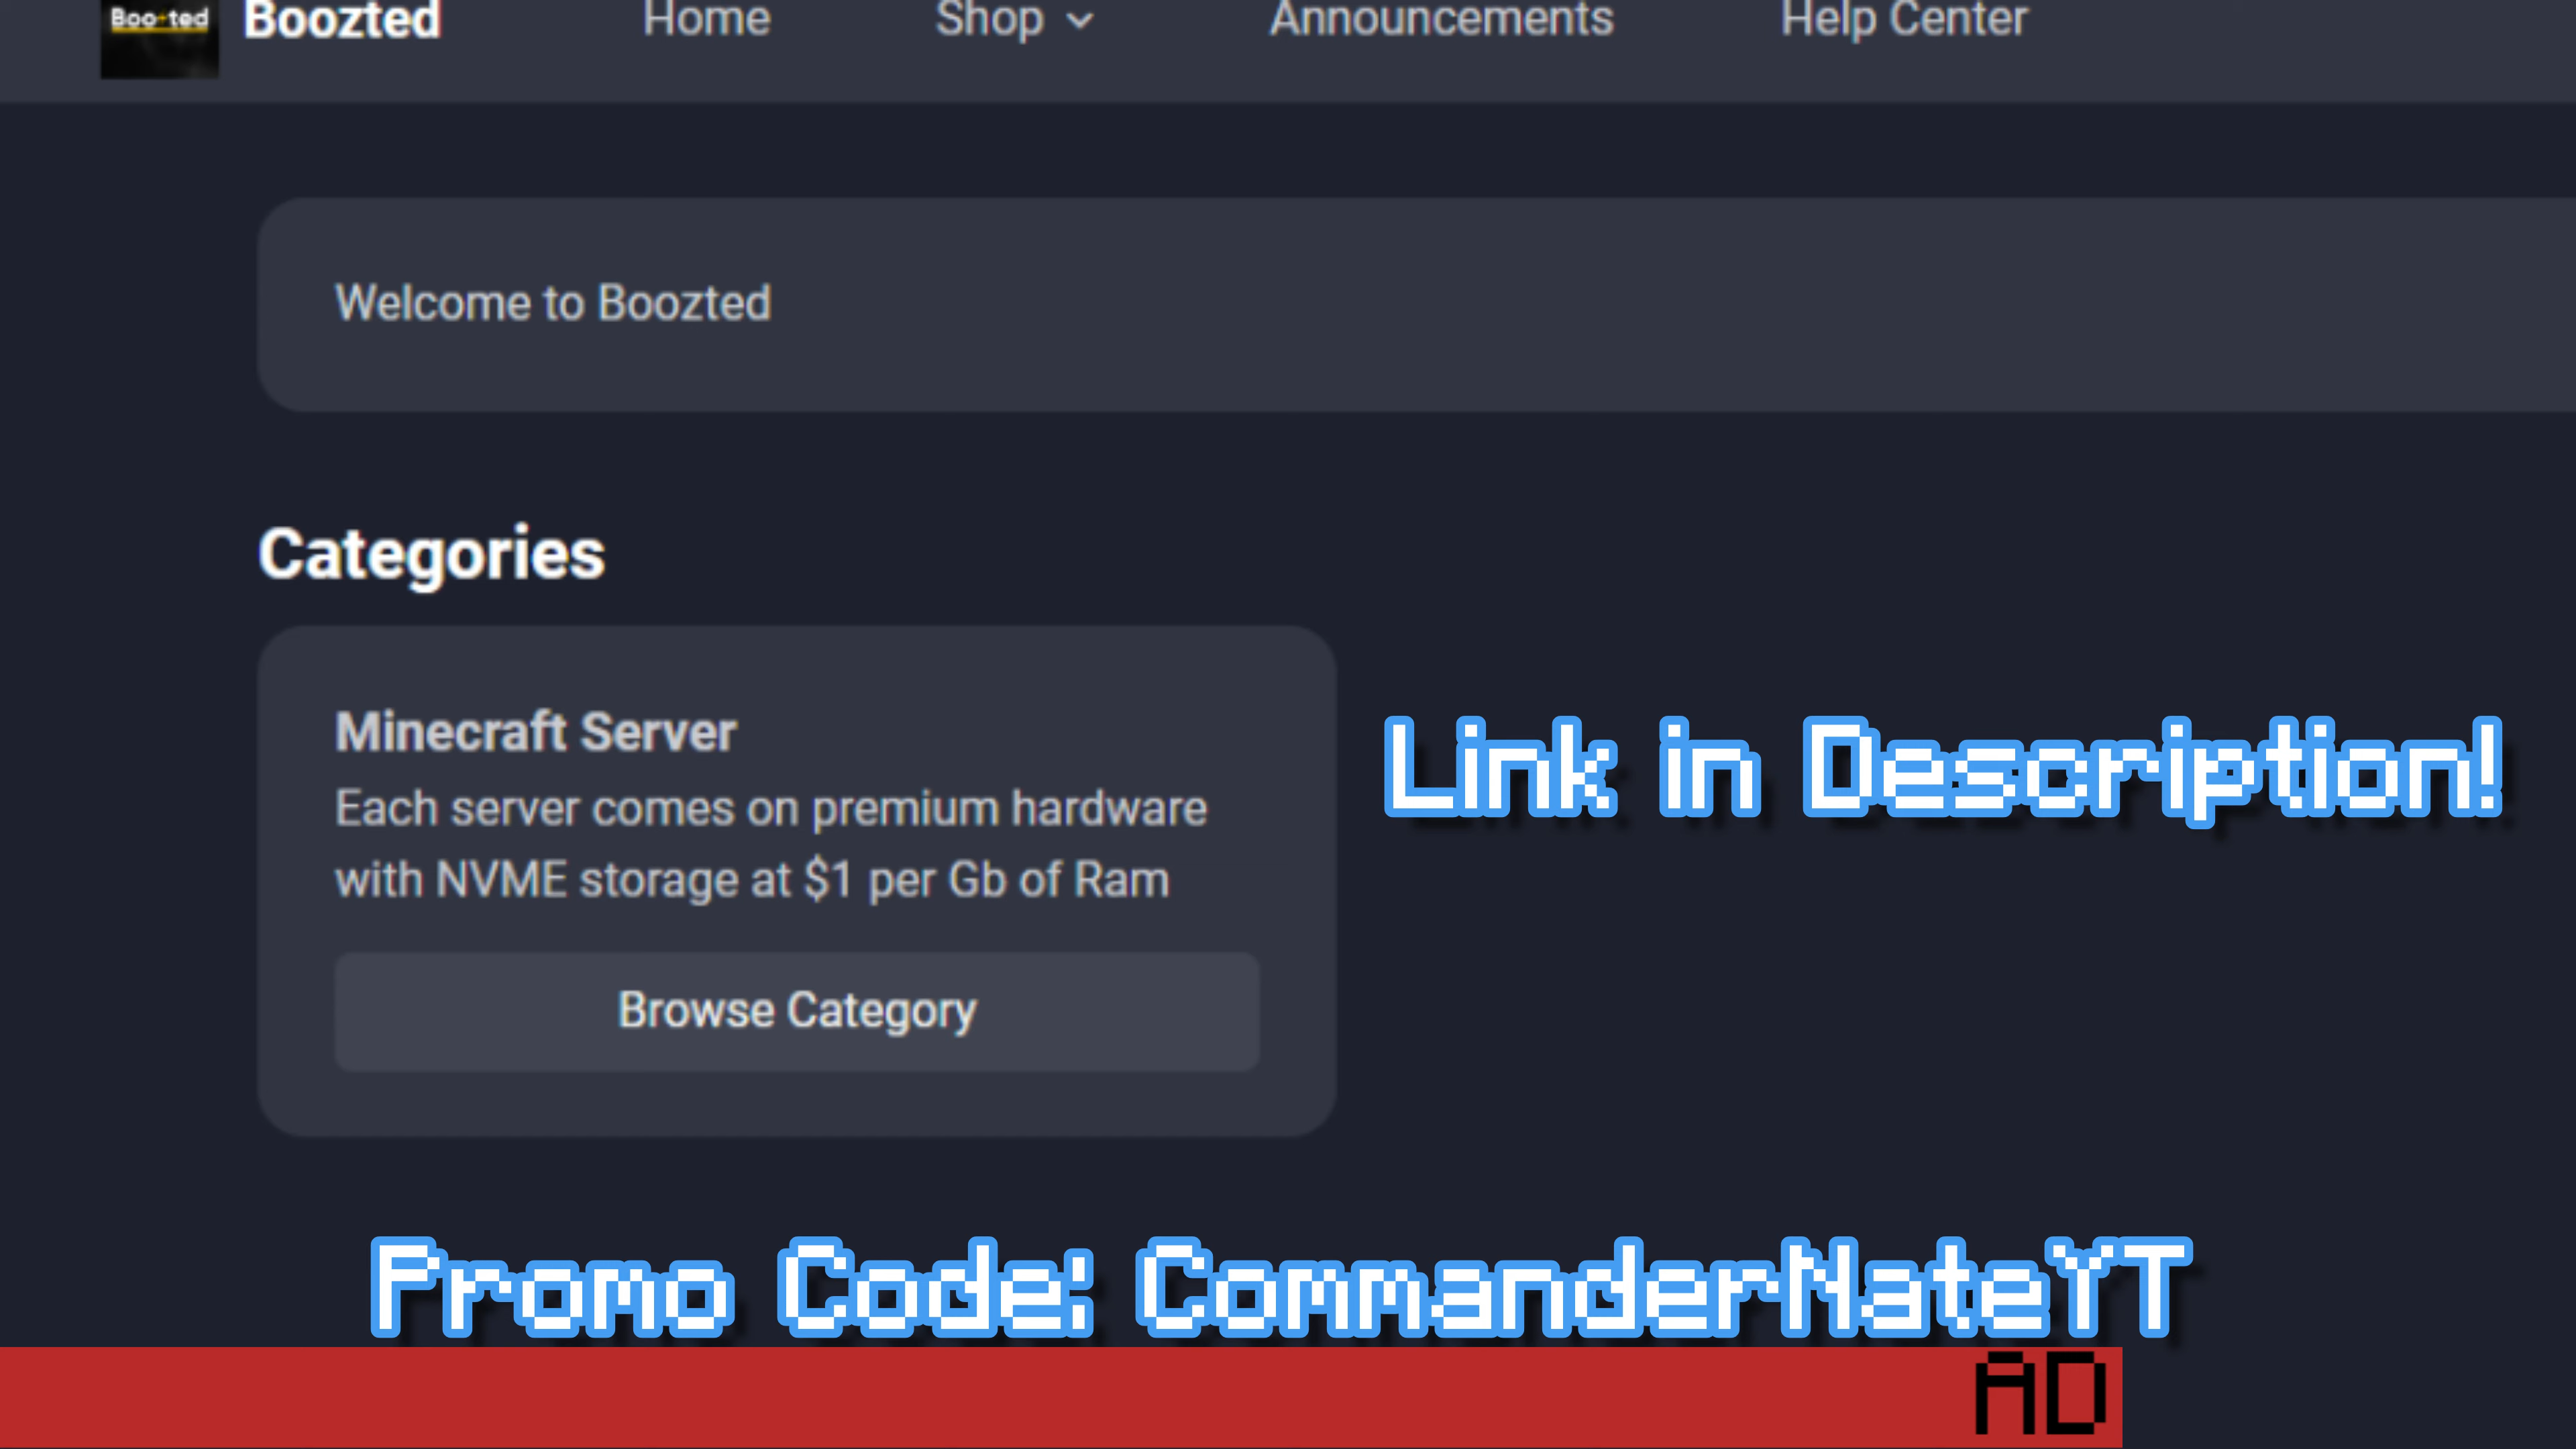 Boozted
Boozted Home Shop Announcements Help Center
Welcome to Boozted
Categories
Minecraft Server
Each server comes on premium hardware
with NVME storage at $1 per Gb of Ram
Browse Category
Link in Description!
Promo Code: CommanderNateYT
AD